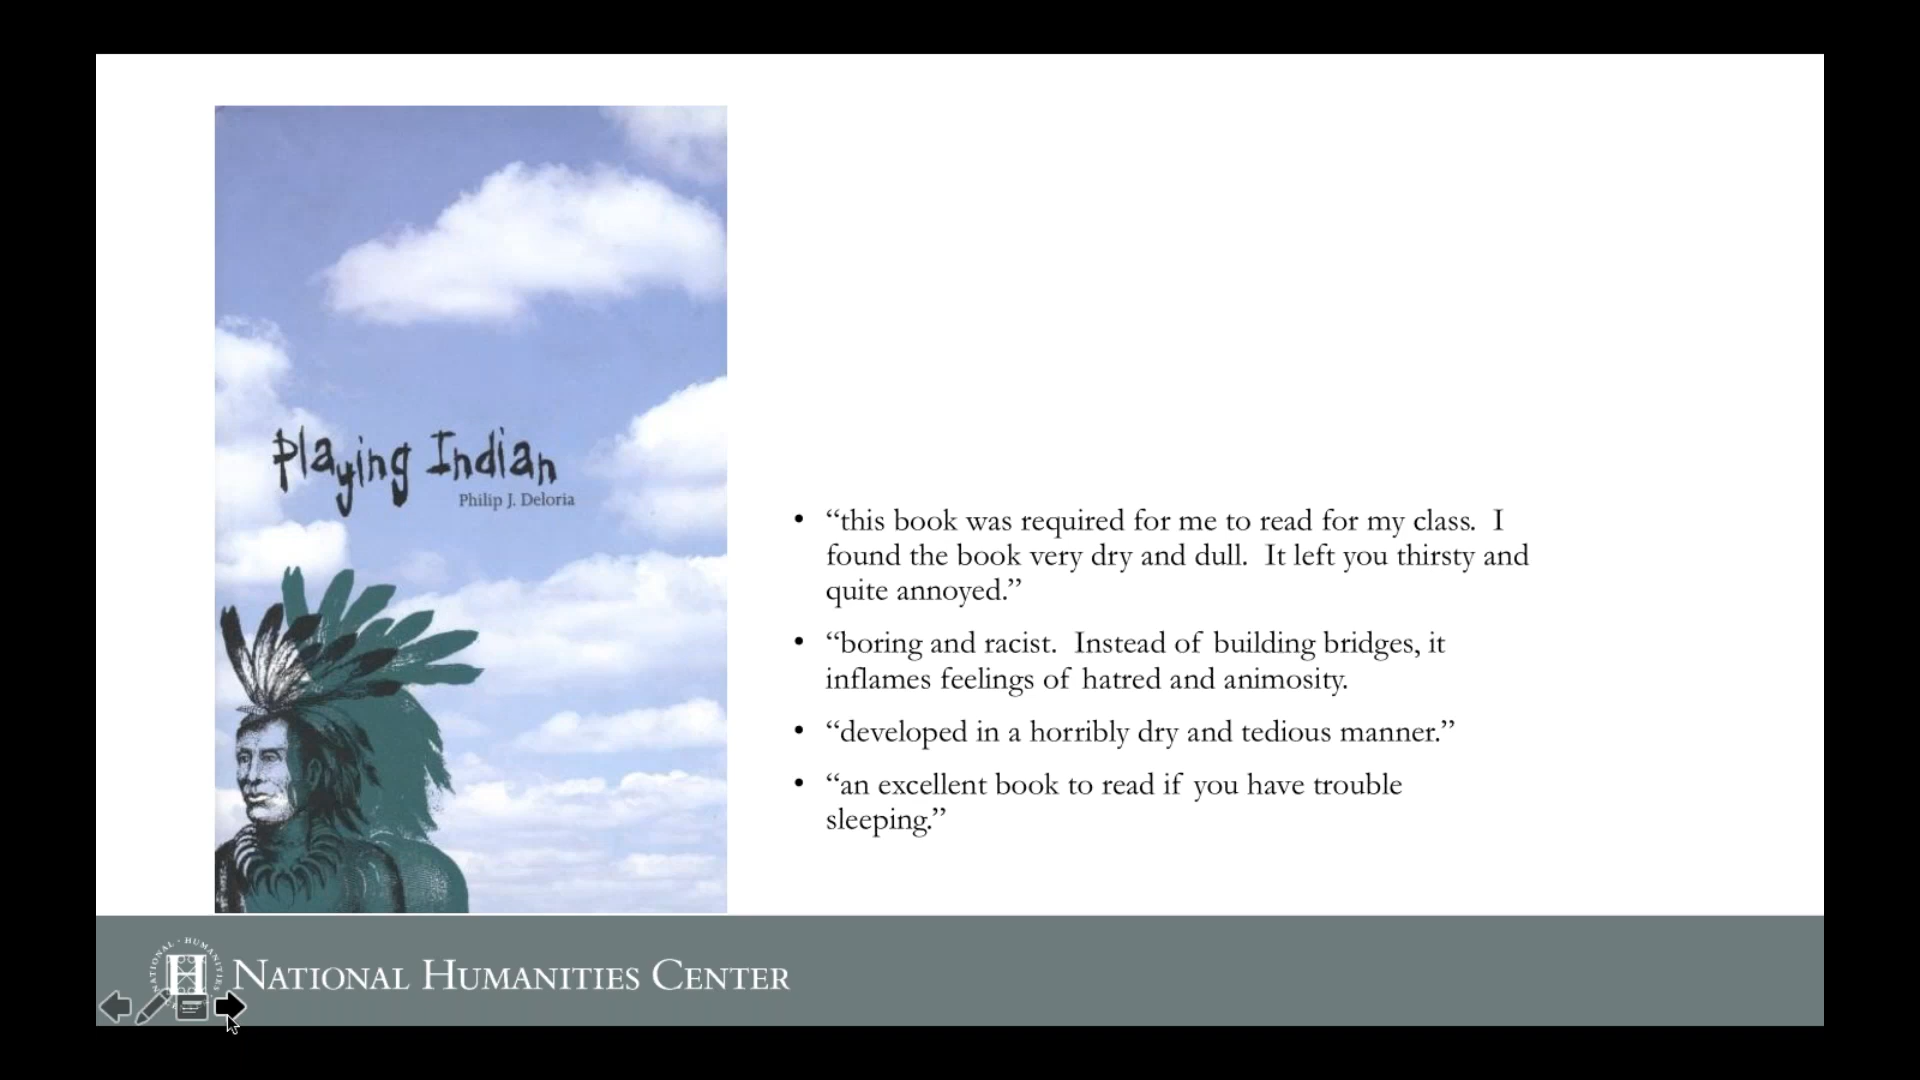 Playing Indian
Philip J. Deloria
• “this book was required for me to read for my class.  I
found the book very dry and dull.  It left you thirsty and
quite annoyed.”
• “boring and racist.  Instead of building bridges, it
inflames feelings of hatred and animosity.
• “developed in a horribly dry and tedious manner.”
• “an excellent book to read if you have trouble
sleeping.”
NATIONAL · HUMANITIES
H
NATIONAL HUMANITIES CENTER